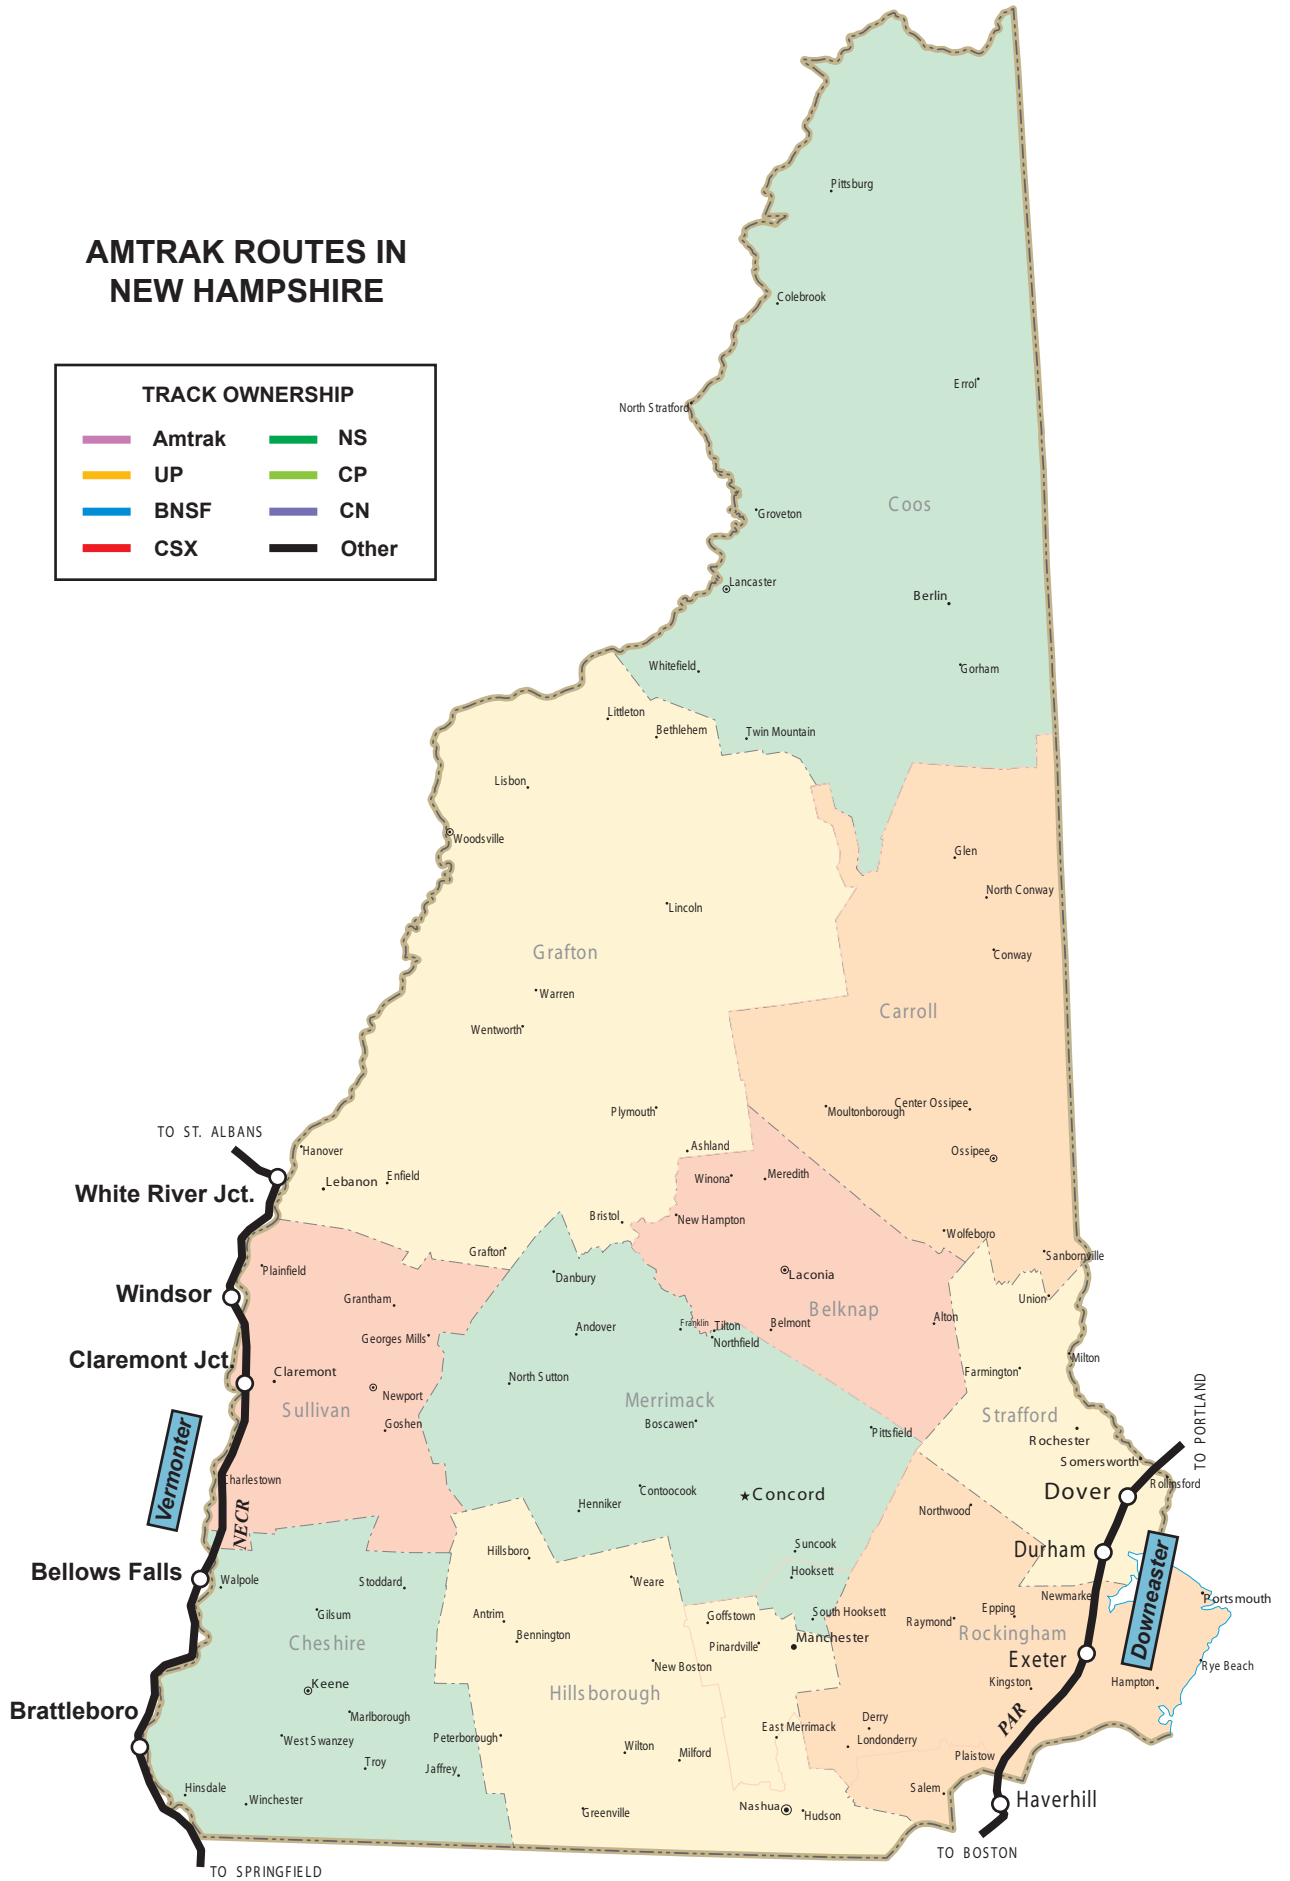 AMTRAK ROUTES IN
NEW HAMPSHIRE
TRACK OWNERSHIP
Amtrak
NS
UP
CP
BNSF
CN
CSX
Other
Pittsburg
Colebrook
Errol
North Stratford
Coos
Groveton
Lancaster
Berlin
Whitefield
Gorham
Littleton
Bethlehem
Twin Mountain
Lisbon
Woodsville
Glen
North Conway
Lincoln
Grafton
Conway
Warren
Carroll
Wentworth
Plymouth
Moultonborough
Center Ossipee
TO ST. ALBANS
Hanover
Ashland
Ossipee
White River Jct.
Lebanon
Enfield
Winona
Meredith
Bristol
New Hampton
Wolfeboro
Grafton
Sanbornville
Plainfield
Danbury
Laconia
Windsor
Grantham
Union
Belknap
Alton
Georges Mills
Andover
Franklin
Tilton
Belmont
Northfield
Claremont Jct.
Claremont
Milton
Farmington
North Sutton
Newport
Sullivan
Merrimack
Strafford
TO PORTLAND
Goshen
Boscawen
Pittsfield
Rochester
Vermonter
Somersworth
Charlestown
Rollinsford
Contoocook
Concord
Dover
Henniker
Northwood
NECR
Hillsboro
Suncook
Durham
Bellows Falls
Walpole
Stoddard
Weare
Hooksett
Newmarke
Portsmouth
Downeaster
Gilsum
Antrim
Goffstown
South Hooksett
Epping
Raymond
Cheshire
Bennington
Pinardville
Manchester
Rockingham
Exeter
New Boston
Rye Beach
Keene
Hillsborough
Kingston
Hampton
Brattleboro
Marlborough
Derry
PAR
West Swanzey
Peterborough
East Merrimack
Londonderry
Wilton
Milford
Plaistow
Troy
Jaffrey
Hinsdale
Winchester
Salem
Greenville
Nashua
Hudson
Haverhill
TO SPRINGFIELD
TO BOSTON